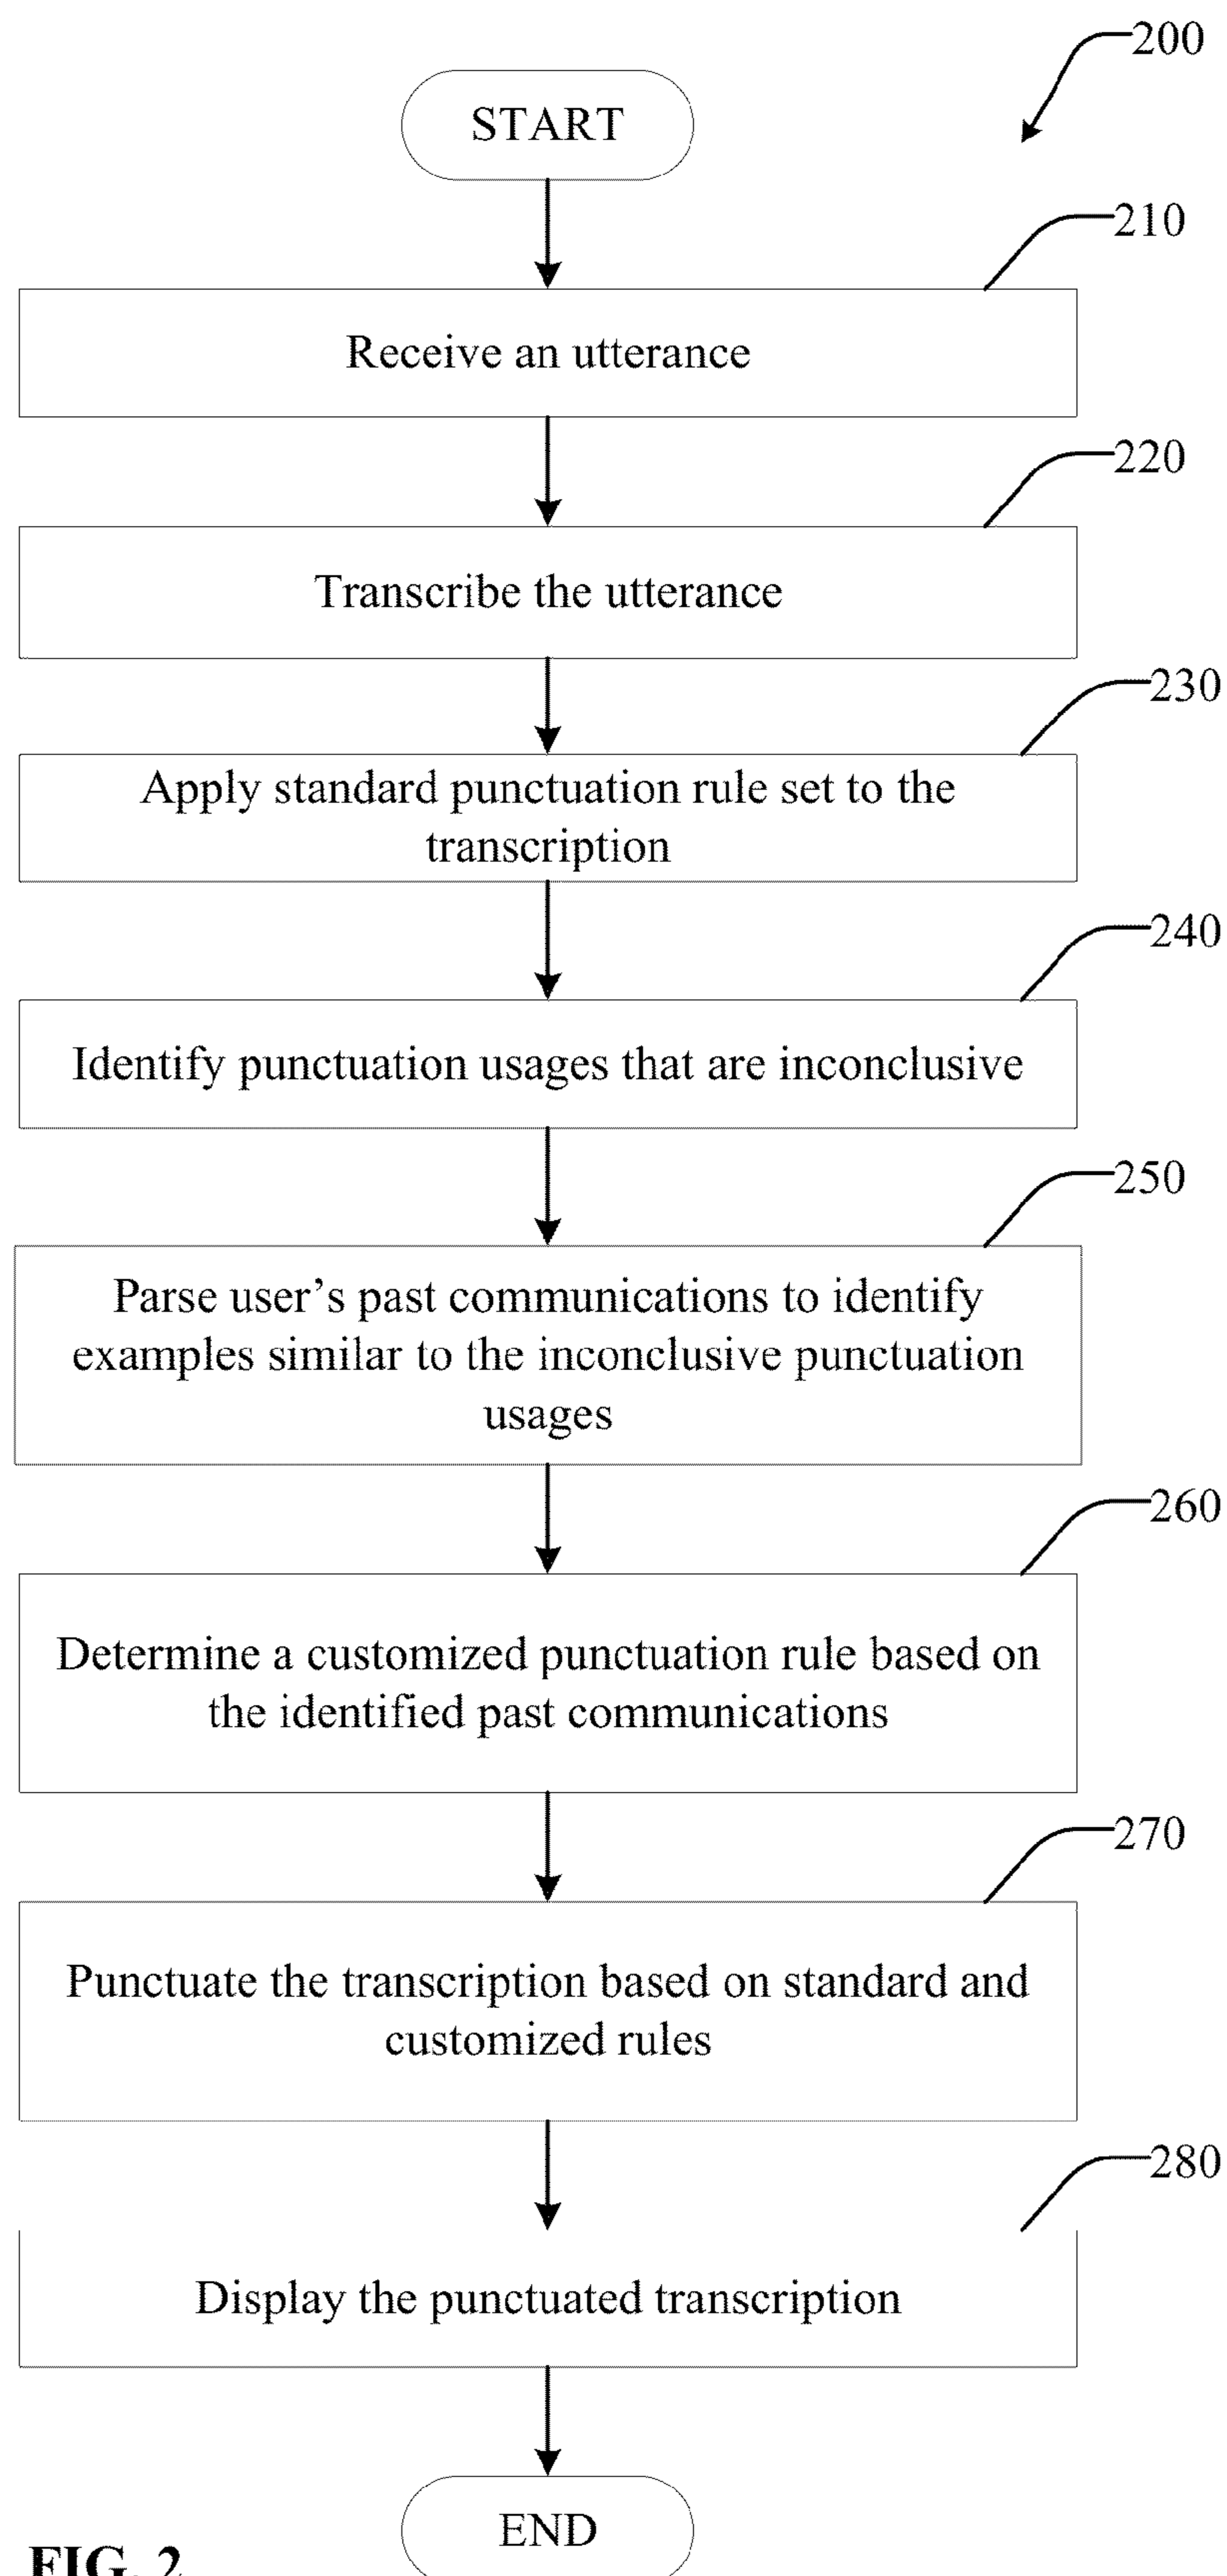 200
START
210
Receive an utterance
220
Transcribe the utterance
230
Apply standard punctuation rule set to the
transcription
240
Identify punctuation usages that are inconclusive
250
Parse user’s past communications to identify
examples similar to the inconclusive punctuation
usages
260
Determine a customized punctuation rule based on
the identified past communications
270
Punctuate the transcription based on standard and
customized rules
280
Display the punctuated transcription
END
FIG. 2